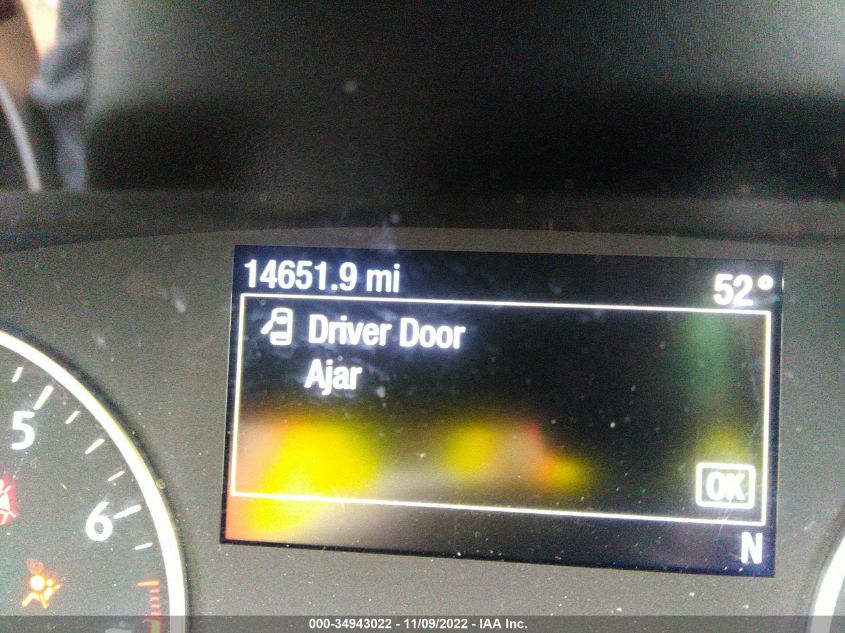 14651.9 mi 52°
Driver Door
Ajar
OK
N
5
6
000-34943022 - 11/09/2022 - IAA Inc.